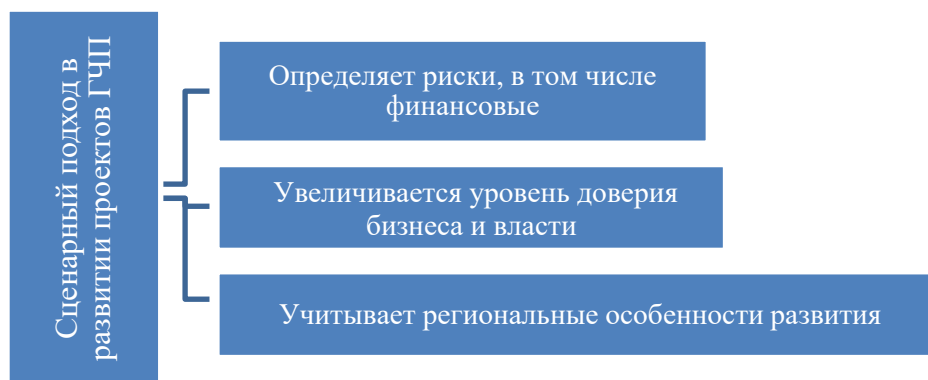 Сценарный подход в
развитии проектов ГЧП
Определяет риски, в том числе
финансовые
Увеличивается уровень доверия
бизнеса и власти
Учитывает региональные особенности развития